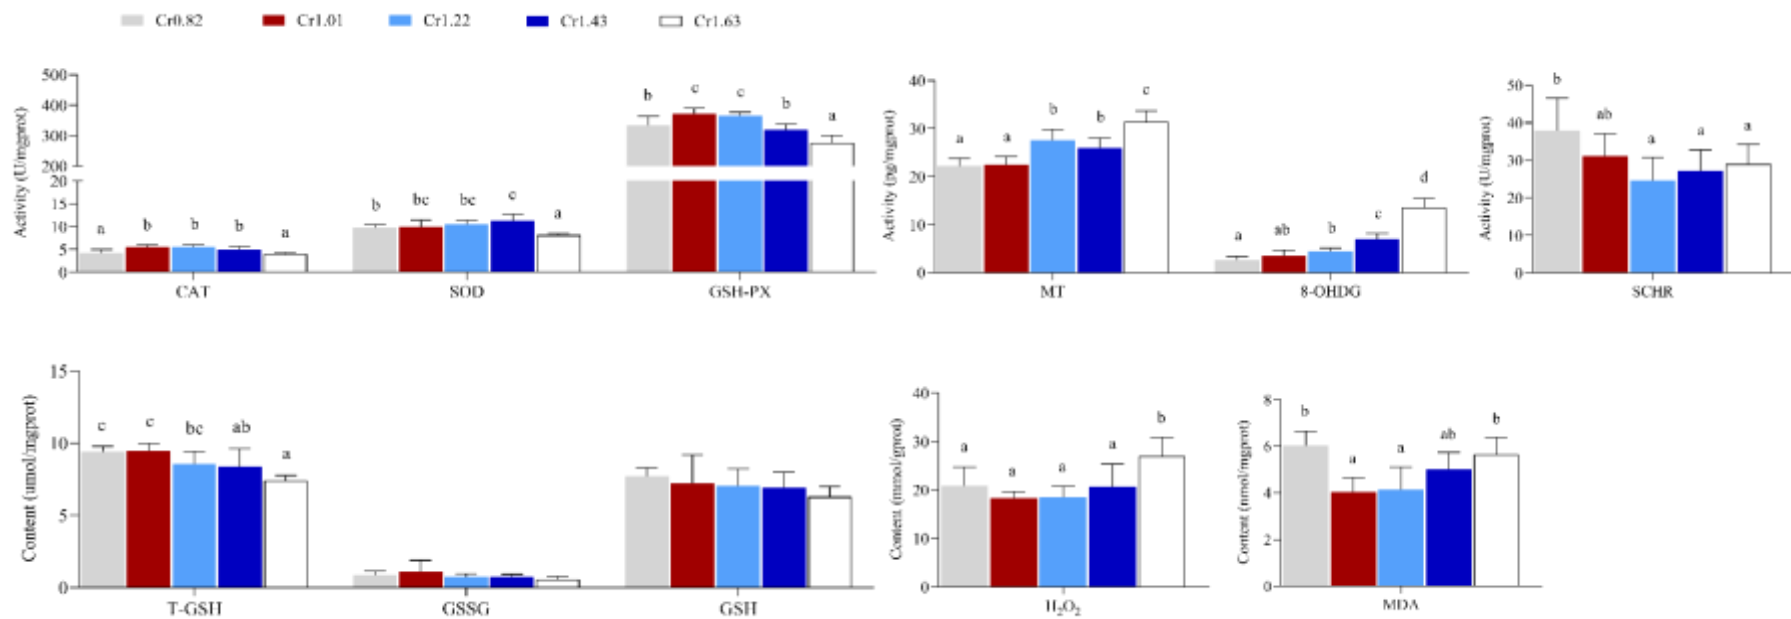 Cr0.82 Cr1.01 Cr1.22 Cr1.43 Cr1.63
Activity (U/mgprot)
500
400
300
200
20
15
10
5
0
a b b b a
b bc bc c a
b c c b a
CAT SOD GSH-PX
Activity (pg/mgprot)
40
30
20
10
0
a a b b c
a ab b c d
MT 8-OHDG
Activity (U/mgprot)
50
40
30
20
10
0
b ab a a a
SCHR
Content (umol/mgprot)
15
10
5
0
c c bc ab a
T-GSH GSSG GSH
Content (mmol/gprot)
40
30
20
10
0
a a a a b
H₂O₂
Content (nmol/mgprot)
8
6
4
2
0
b a a ab b
MDA